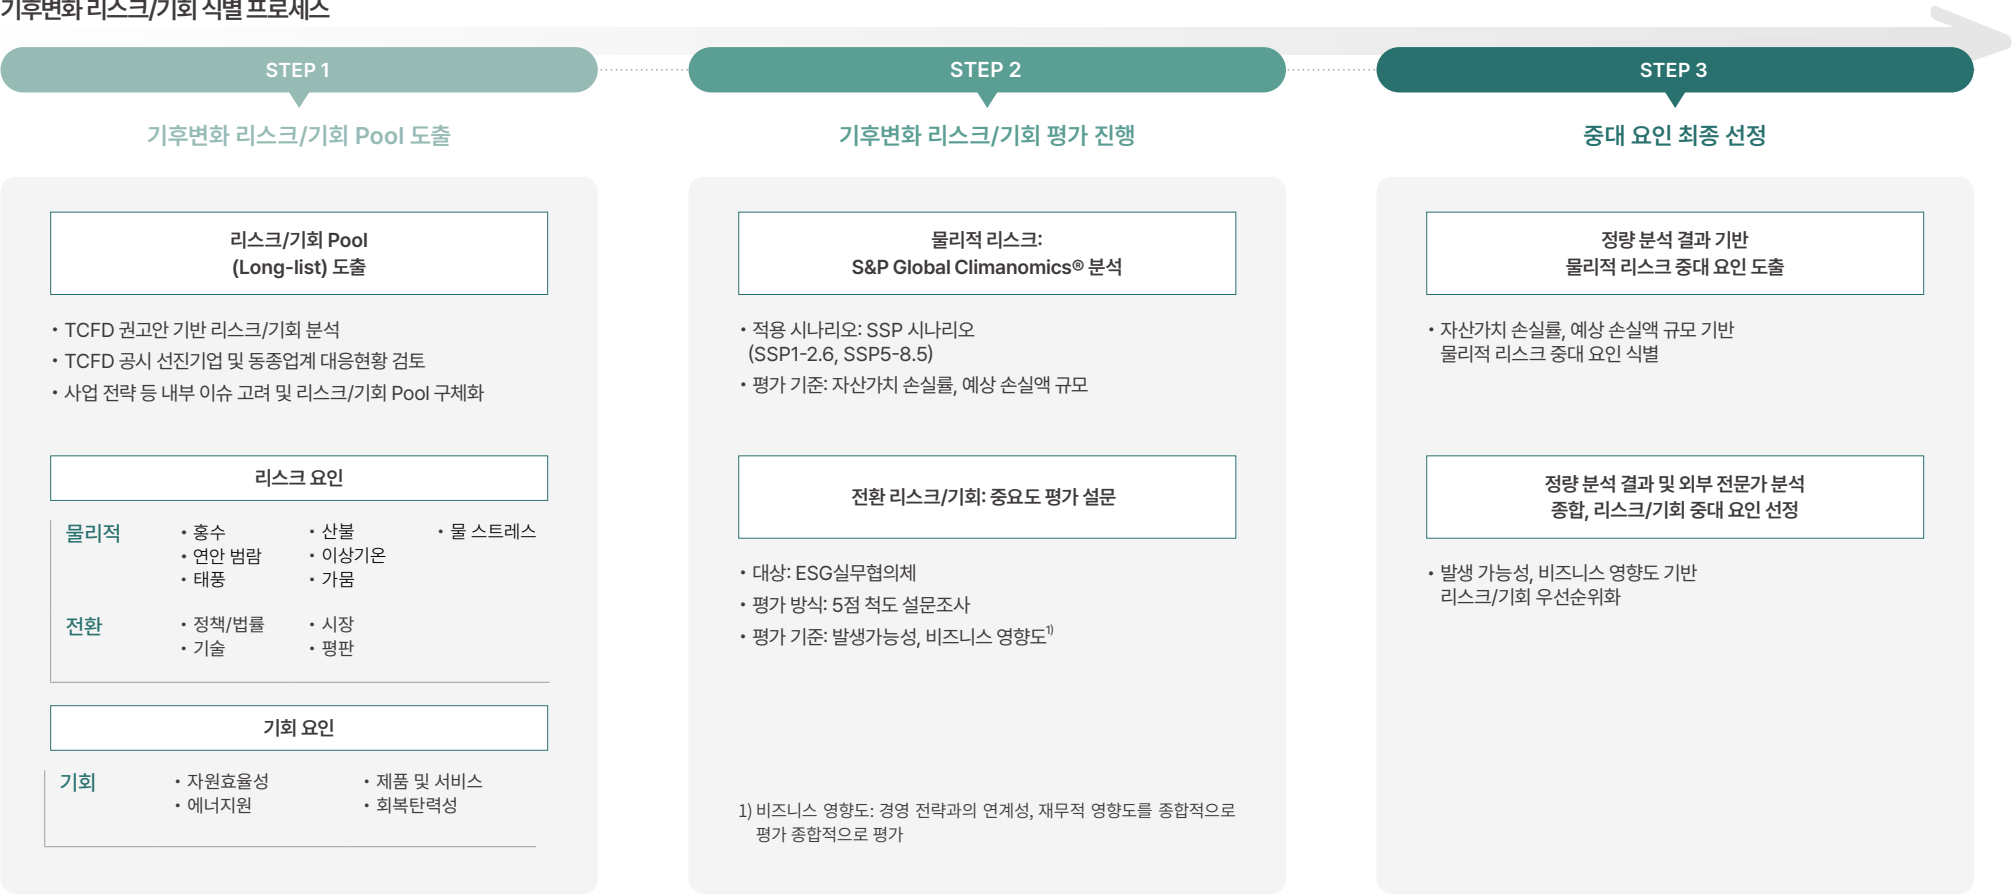 기후변화 리스크/기회 식별 프로세스
STEP 1
기후변화 리스크/기회 Pool 도출
리스크/기회 Pool
(Long-list) 도출
• TCFD 권고안 기반 리스크/기회 분석
• TCFD 공시 선진기업 및 동종업계 대응현황 검토
• 사업 전략 등 내부 이슈 고려 및 리스크/기회 Pool 구체화
리스크 요인
물리적 • 홍수 • 산불 • 물 스트레스
• 연안 범람 • 이상기온
• 태풍 • 가뭄
전환 • 정책/법률 • 시장
• 기술 • 평판
기회 요인
기회 • 자원효율성 • 제품 및 서비스
• 에너지원 • 회복탄력성
STEP 2
기후변화 리스크/기회 평가 진행
물리적 리스크:
S&P Global Climanomics® 분석
• 적용 시나리오: SSP 시나리오
(SSP1-2.6, SSP5-8.5)
• 평가 기준: 자산가치 손실률, 예상 손실액 규모
전환 리스크/기회: 중요도 평가 설문
• 대상: ESG실무협의체
• 평가 방식: 5점 척도 설문조사
• 평가 기준: 발생가능성, 비즈니스 영향도1)
1) 비즈니스 영향도: 경영 전략과의 연계성, 재무적 영향도를 종합적으로
평가 종합적으로 평가
STEP 3
중대 요인 최종 선정
정량 분석 결과 기반
물리적 리스크 중대 요인 도출
• 자산가치 손실률, 예상 손실액 규모 기반
물리적 리스크 중대 요인 식별
정량 분석 결과 및 외부 전문가 분석
종합, 리스크/기회 중대 요인 선정
• 발생 가능성, 비즈니스 영향도 기반
리스크/기회 우선순위화